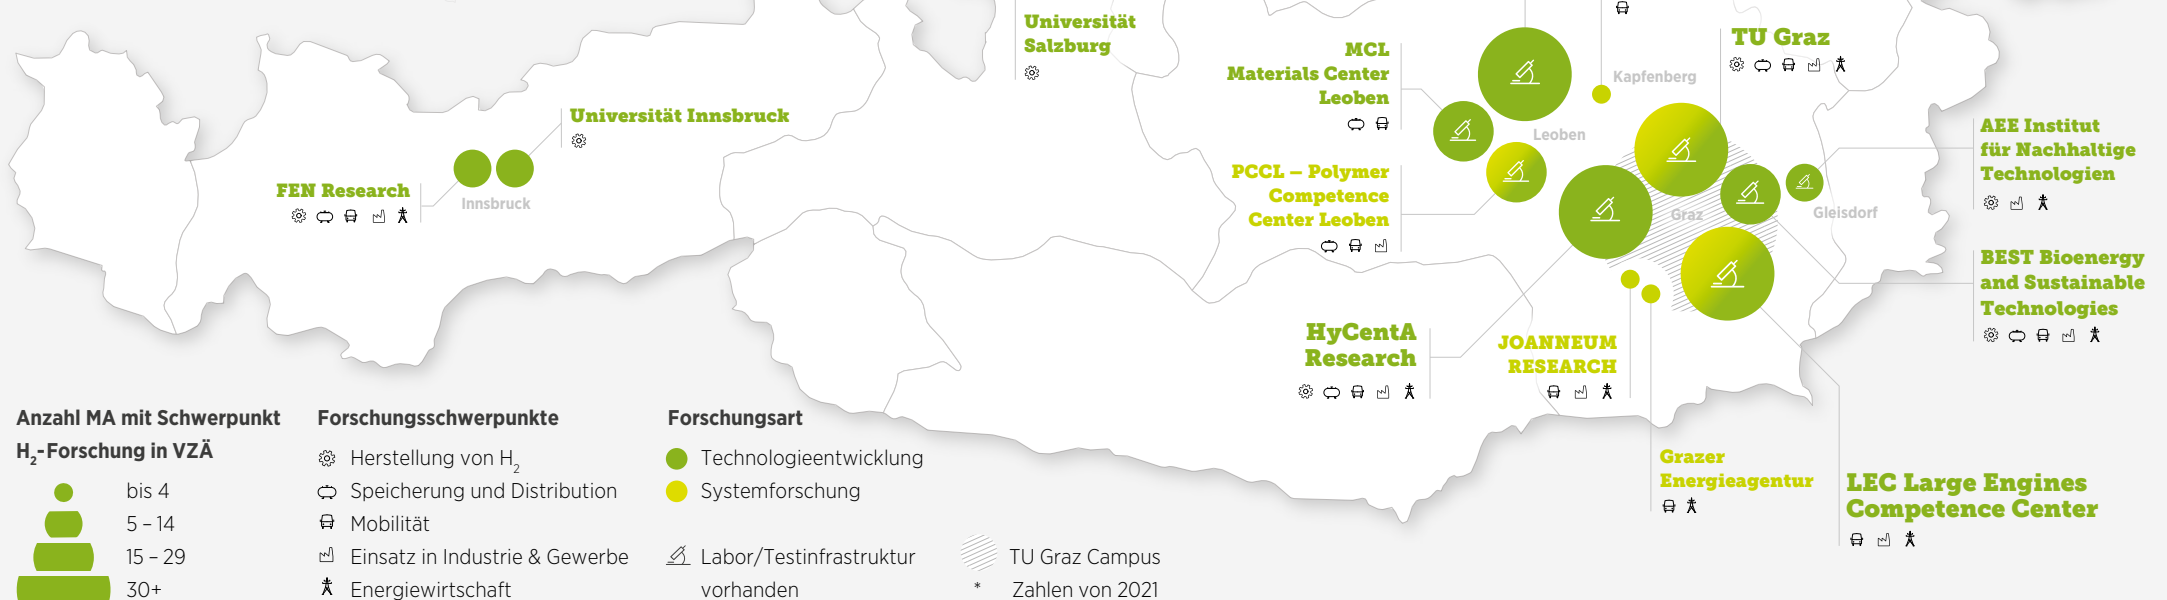 Universität
Salzburg
MCL
Materials Center
Leoben
Kapfenberg
TU Graz
Universität Innsbruck
Leoben
AEE Institut
für Nachhaltige
Technologien
FEN Research
Innsbruck
PCCL – Polymer
Competence
Center Leoben
Graz
Gleisdorf
BEST Bioenergy
and Sustainable
Technologies
HyCentA
Research
JOANNEUM
RESEARCH
Grazer
Energieagentur
LEC Large Engines
Competence Center
Anzahl MA mit Schwerpunkt
H2-Forschung in VZÄ
bis 4
5 – 14
15 – 29
30+
Forschungsschwerpunkte
Herstellung von H2
Speicherung und Distribution
Mobilität
Einsatz in Industrie & Gewerbe
Energiewirtschaft
Forschungsart
Technologieentwicklung
Systemforschung
Labor/Testinfrastruktur
vorhanden
TU Graz Campus
* Zahlen von 2021